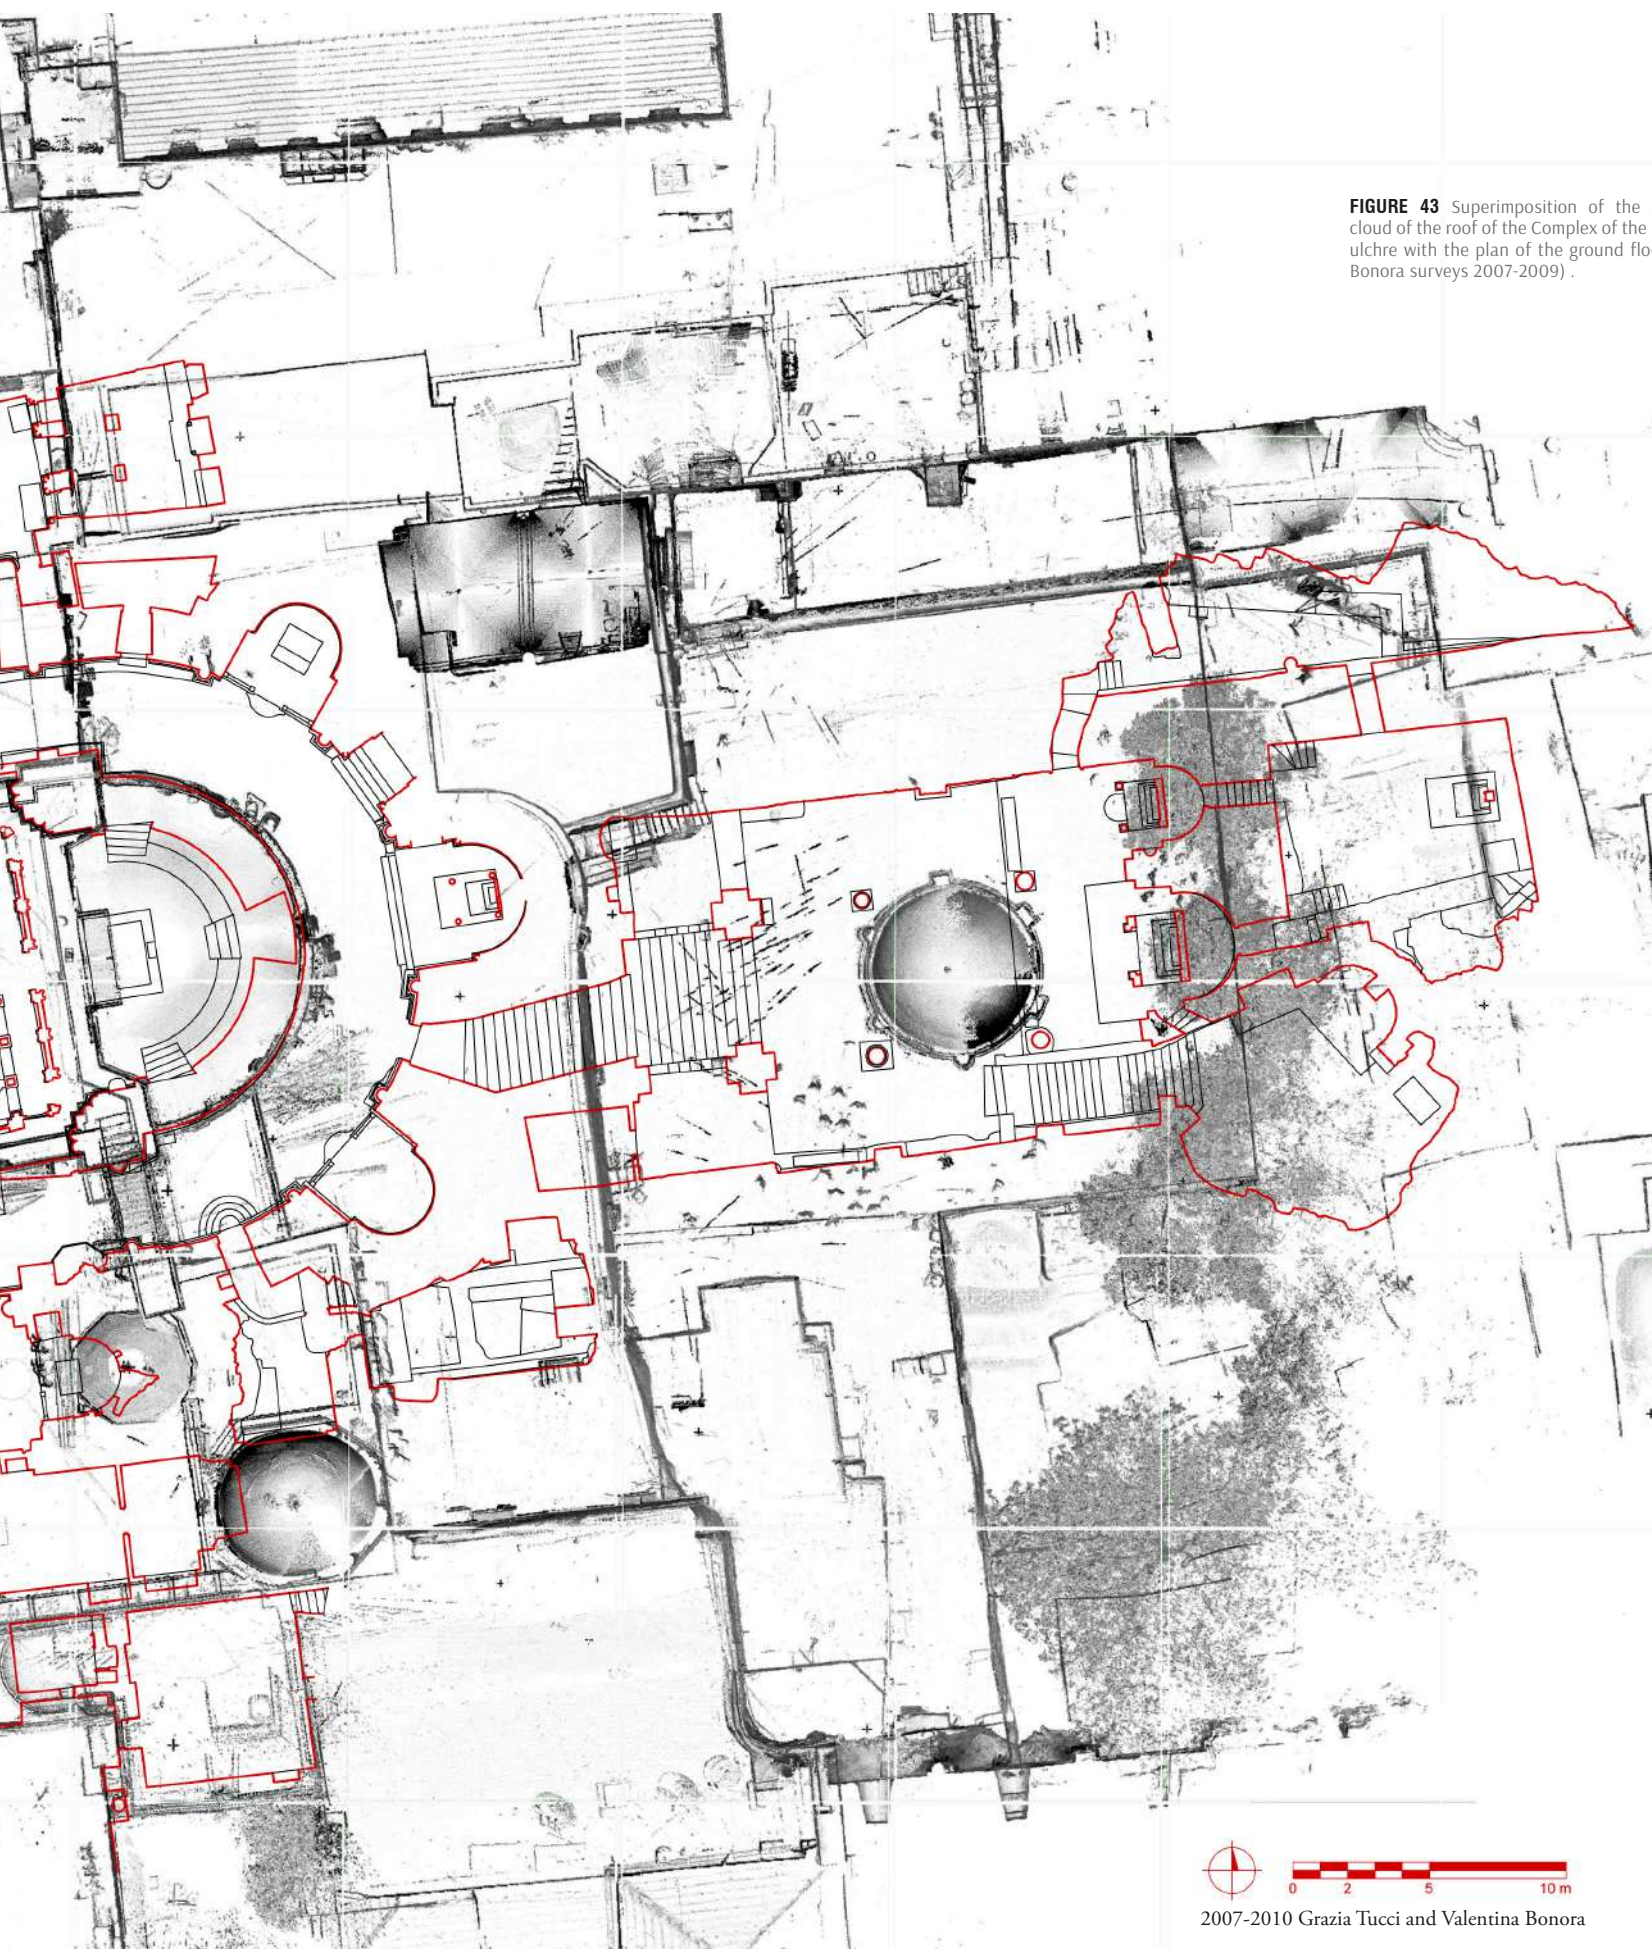 FIGURE 43 Superimposition of the
cloud of the roof of the Complex of the
ulchre with the plan of the ground flo
Bonora surveys 2007-2009) .
0 2 5 10 m
2007-2010 Grazia Tucci and Valentina Bonora